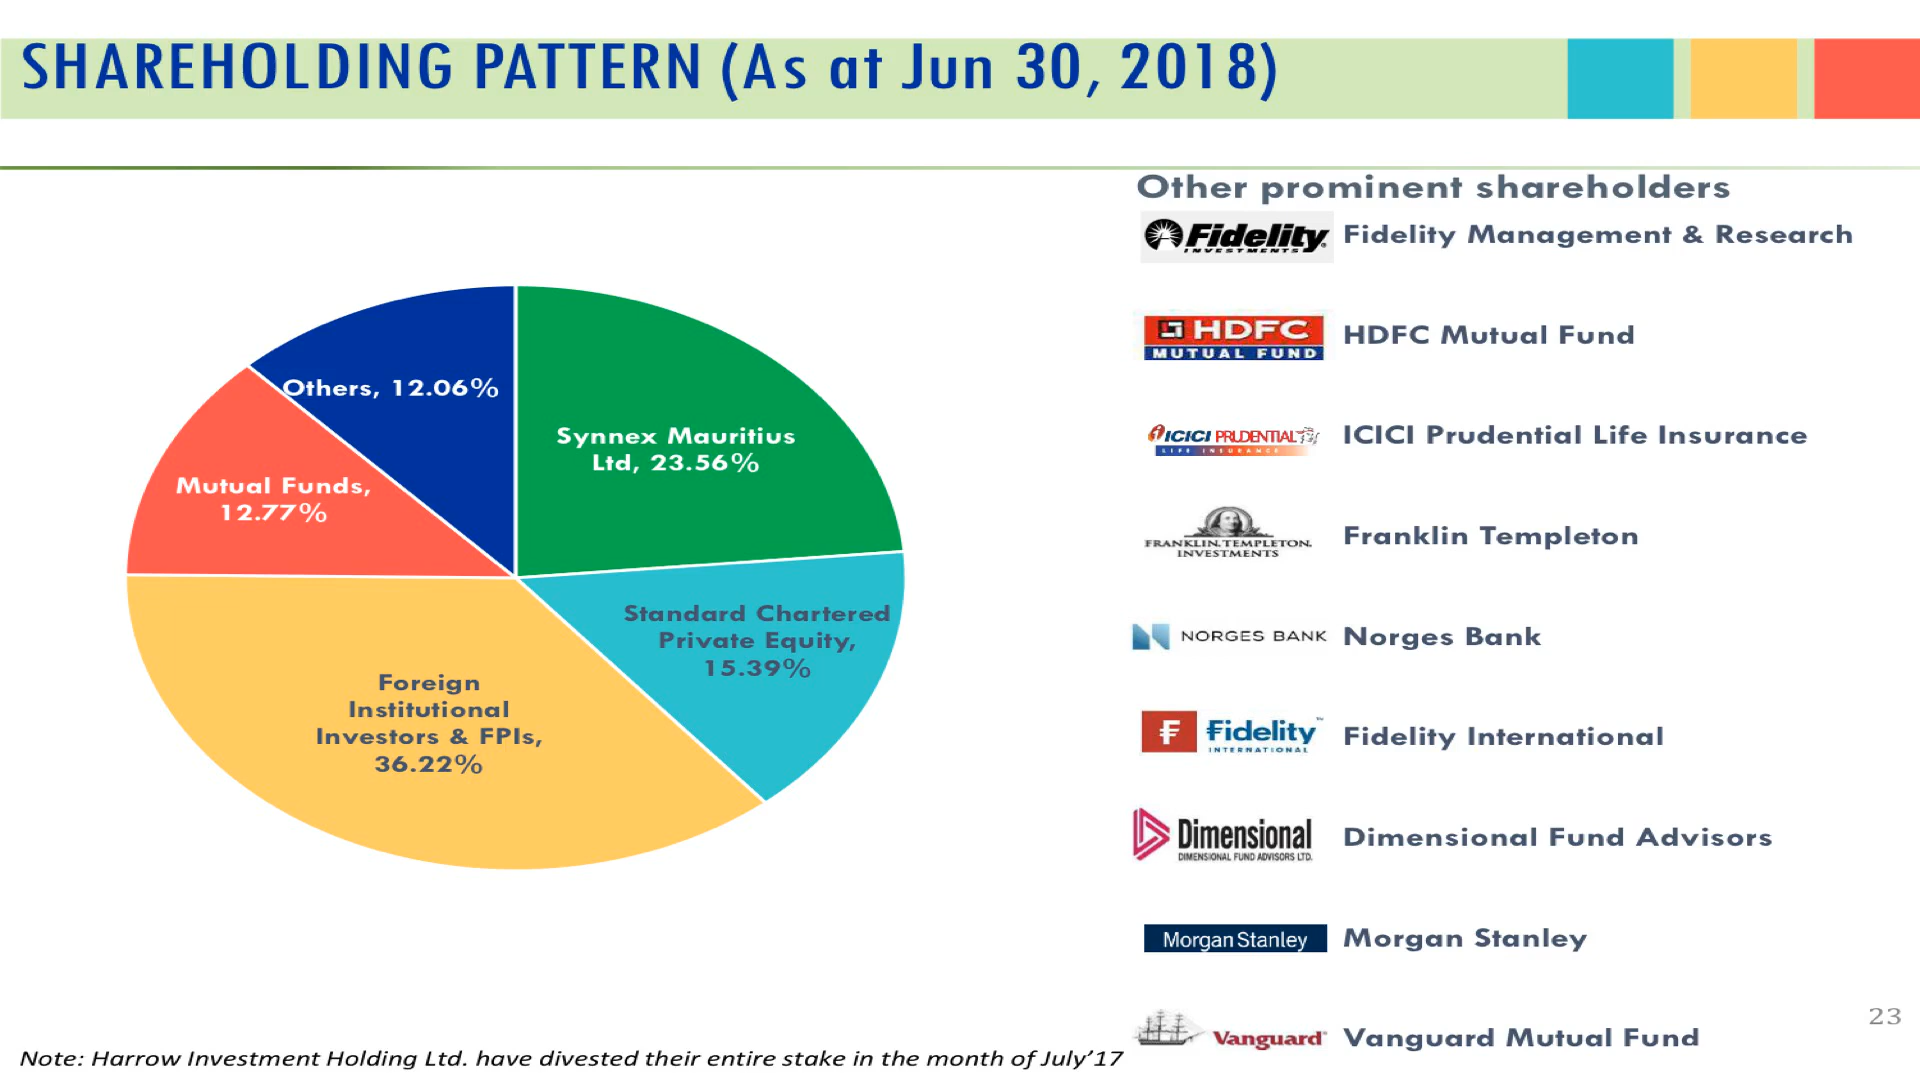 SHAREHOLDING PATTERN (As at Jun 30, 2018)
Others, 12.06%
Synnex Mauritius
Ltd, 23.56%
Mutual Funds,
12.77%
Standard Chartered
Private Equity,
15.39%
Foreign
Institutional
Investors & FPIs,
36.22%
Other prominent shareholders
Fidelity
INVESTMENTS
Fidelity Management & Research
HDFC
MUTUAL FUND
HDFC Mutual Fund
ICICI PRUDENTIAL
LIFE INSURANCE
ICICI Prudential Life Insurance
FRANKLIN TEMPLETON
INVESTMENTS
Franklin Templeton
NORGES BANK
Norges Bank
Fidelity™
INTERNATIONAL
Fidelity International
Dimensional
DIMENSIONAL FUND ADVISORS LTD.
Dimensional Fund Advisors
Morgan Stanley
Morgan Stanley
Vanguard
Vanguard Mutual Fund
23
Note: Harrow Investment Holding Ltd. have divested their entire stake in the month of July’17